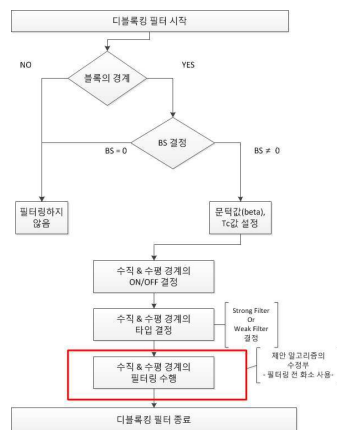 디블록킹 필터 시작
NO
YES
블록의 경계
BS 결정
BS = 0
BS ≠ 0
필터링하지
않음
문턱값(beta),
Tc값 설정
수직 & 수평 경계의
ON/OFF 결정
수직 & 수평 경계의
타입 결정
Strong Filter
Or
Weak Filter
결정
수직 & 수평 경계의
필터링 수행
제안 알고리즘의
수정부
- 필터링 전 화소 사용-
디블록킹 필터 종료